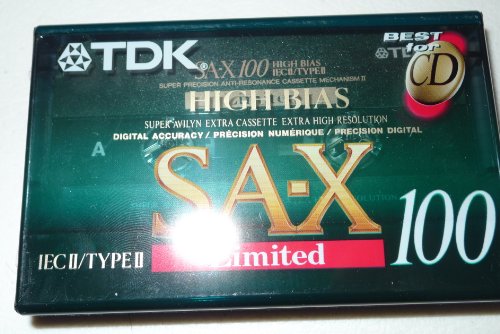 TDK
BEST
for
CD
SA-X 100 HIGH BIAS
IEC II/TYPE II
SUPER PRECISION ANTI-RESONANCE CASSETTE MECHANISM II
HIGH BIAS
SUPER AVILYN EXTRA CASSETTE EXTRA HIGH RESOLUTION
DIGITAL ACCURACY / PRÉCISION NUMÉRIQUE / PRECISION DIGITAL
A
SA-X
Limited
100
IEC II/TYPE II